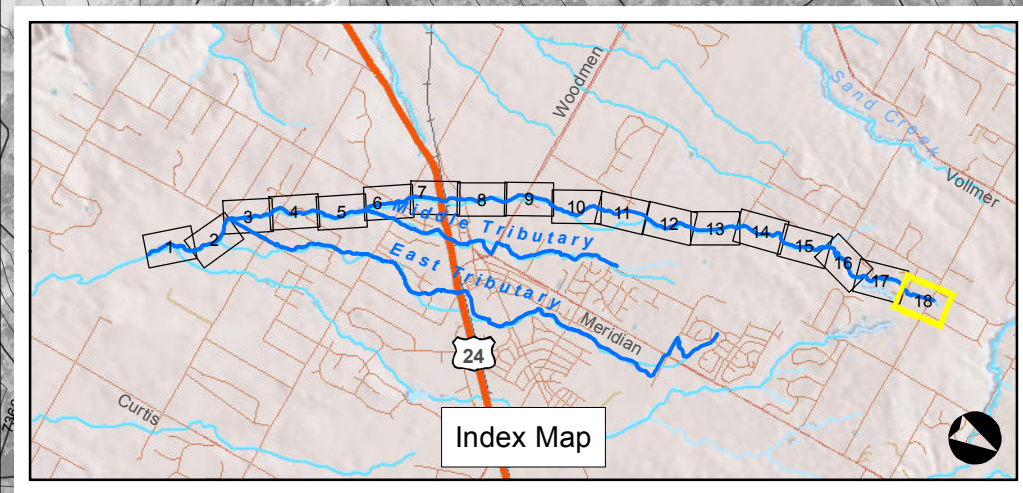 Woodmen
Sand Creek
Vollmer
1
2
3
4
5
6
7
8
9
10
11
12
13
14
15
16
17
18
Middle Tributary
East Tributary
Meridian
24
Curtis
Index Map